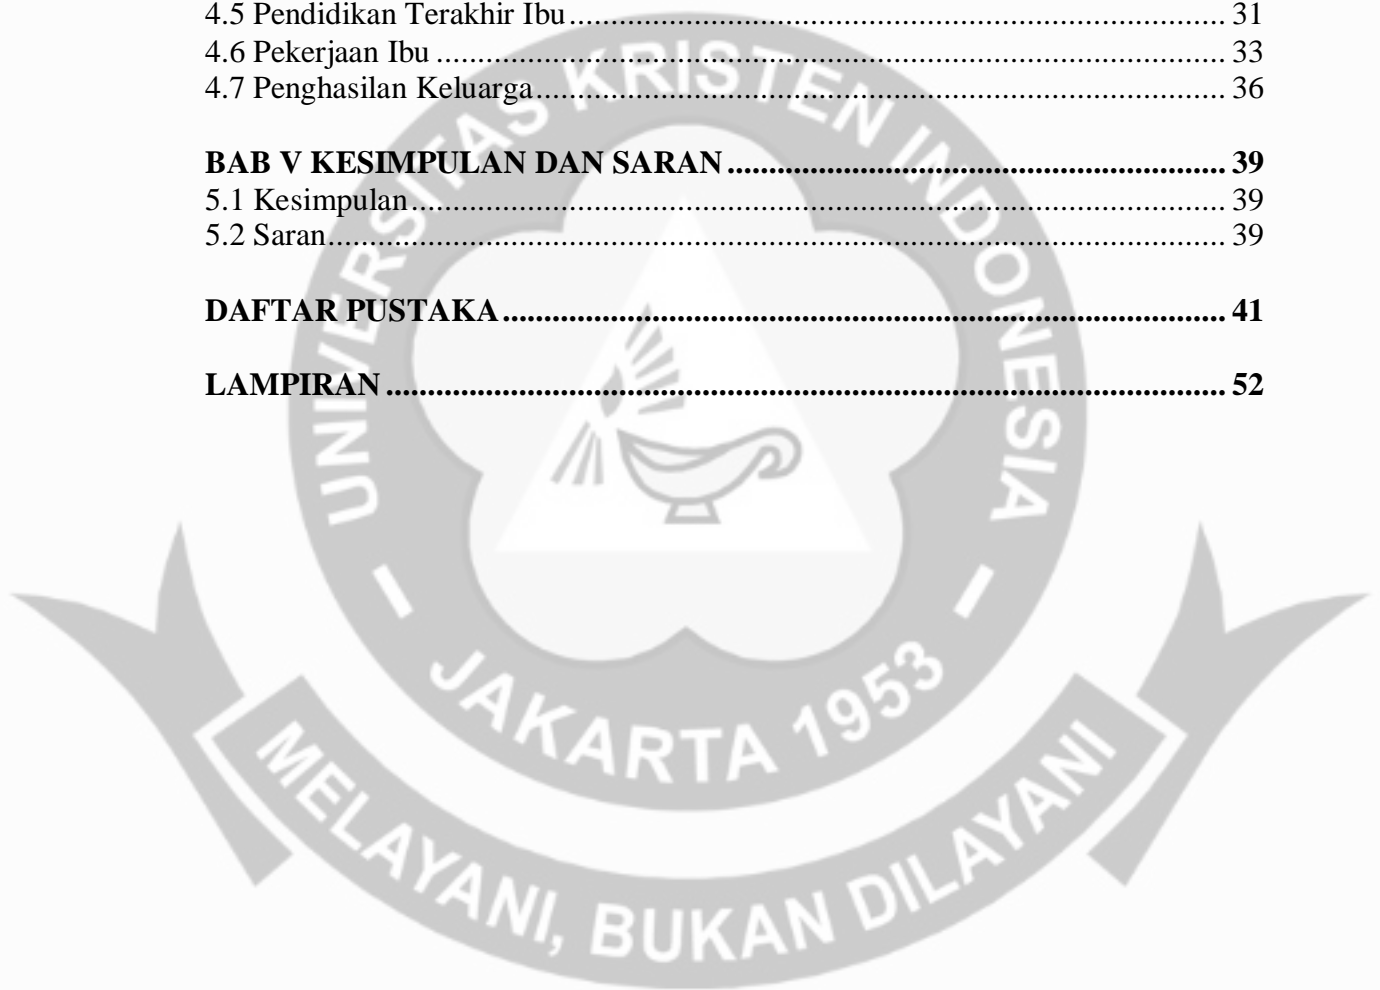 4.5 Pendidikan Terakhir Ibu.................................................................................. 31
4.6 Pekerjaan Ibu ................................................................................................... 33
4.7 Penghasilan Keluarga...................................................................................... 36
BAB V KESIMPULAN DAN SARAN .............................................................. 39
5.1 Kesimpulan...................................................................................................... 39
5.2 Saran................................................................................................................ 39
DAFTAR PUSTAKA.......................................................................................... 41
LAMPIRAN ........................................................................................................ 52
UNIVERSITAS KRISTEN INDONESIA
JAKARTA 1953
MELAYANI, BUKAN DILAYANI